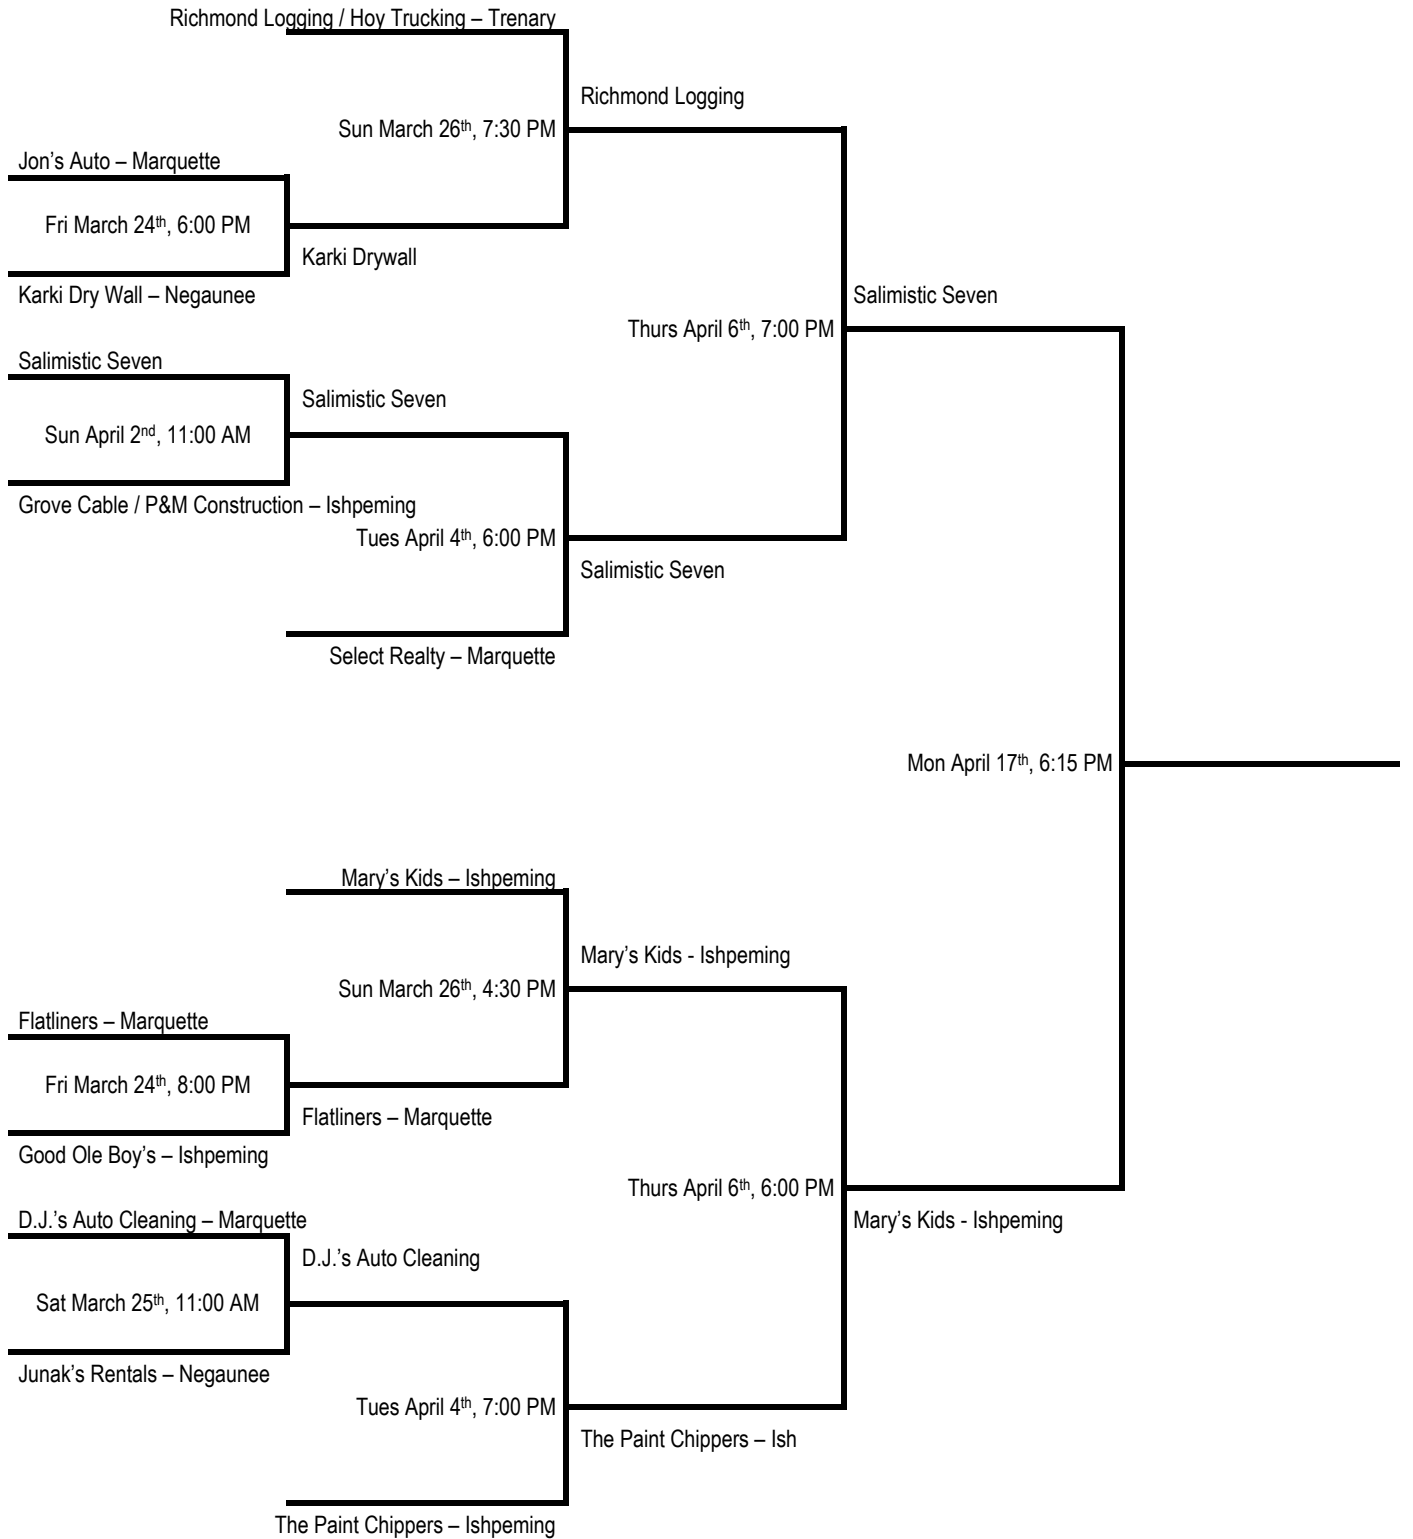 Richmond Logging / Hoy Trucking – Trenary
Richmond Logging
Sun March 26th, 7:30 PM
Jon's Auto – Marquette
Fri March 24th, 6:00 PM
Karki Drywall
Karki Dry Wall – Negaunee
Salimistic Seven
Thurs April 6th, 7:00 PM
Salimistic Seven
Salimistic Seven
Sun April 2nd, 11:00 AM
Grove Cable / P&M Construction – Ishpeming
Tues April 4th, 6:00 PM
Salimistic Seven
Select Realty – Marquette
Mon April 17th, 6:15 PM
Mary's Kids – Ishpeming
Mary's Kids - Ishpeming
Sun March 26th, 4:30 PM
Flatliners – Marquette
Fri March 24th, 8:00 PM
Flatliners – Marquette
Good Ole Boy's – Ishpeming
Thurs April 6th, 6:00 PM
D.J.'s Auto Cleaning – Marquette
Mary's Kids - Ishpeming
D.J.'s Auto Cleaning
Sat March 25th, 11:00 AM
Junak's Rentals – Negaunee
Tues April 4th, 7:00 PM
The Paint Chippers – Ish
The Paint Chippers – Ishpeming